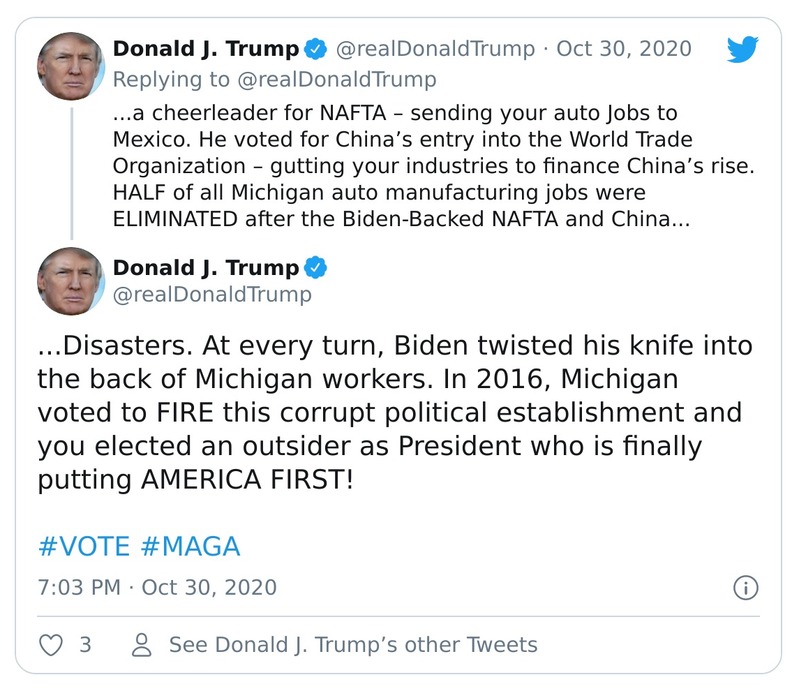 Donald J. Trump @realDonaldTrump · Oct 30, 2020
Replying to @realDonaldTrump
...a cheerleader for NAFTA – sending your auto Jobs to
Mexico. He voted for China’s entry into the World Trade
Organization – gutting your industries to finance China’s rise.
HALF of all Michigan auto manufacturing jobs were
ELIMINATED after the Biden-Backed NAFTA and China...
Donald J. Trump
@realDonaldTrump
...Disasters. At every turn, Biden twisted his knife into
the back of Michigan workers. In 2016, Michigan
voted to FIRE this corrupt political establishment and
you elected an outsider as President who is finally
putting AMERICA FIRST!
#VOTE #MAGA
7:03 PM · Oct 30, 2020
3 See Donald J. Trump’s other Tweets